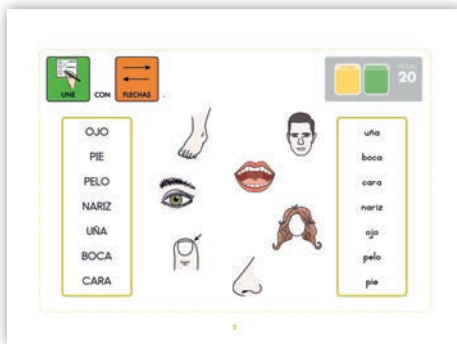 UNE
CON
FLECHAS
FICHA
20
OJO
PIE
PELO
NARIZ
UÑA
BOCA
CARA
uña
boca
cara
nariz
ojo
pelo
pie